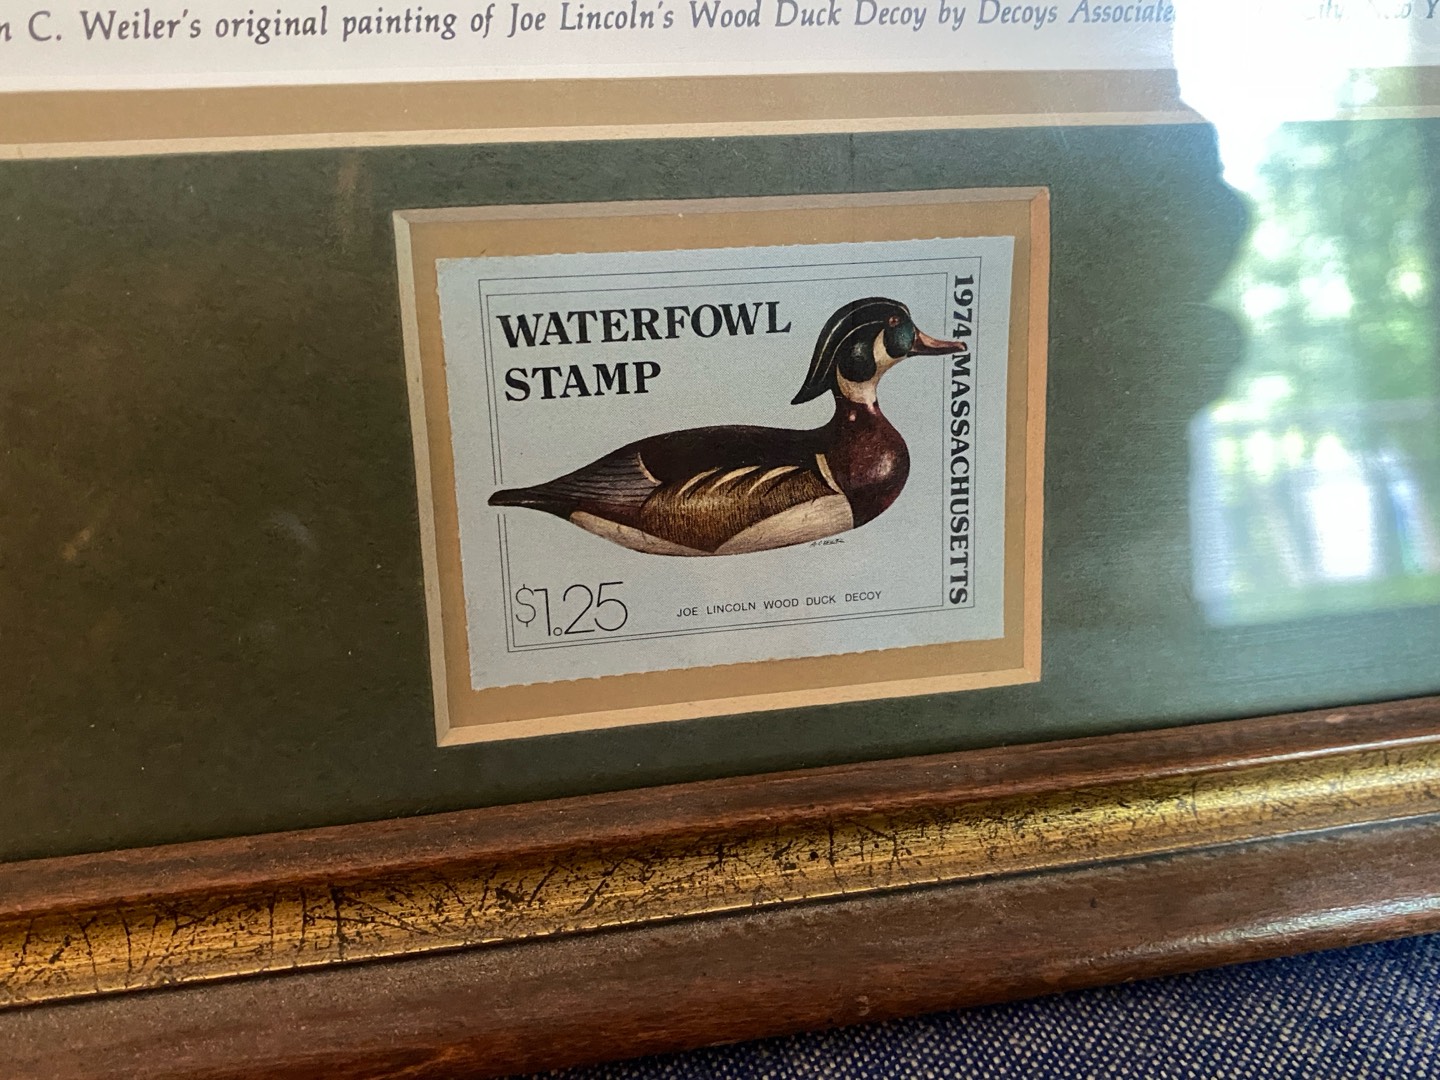 C. Weiler's original painting of Joe Lincoln's Wood Duck Decoy by Decoys
WATERFOWL
STAMP
1974 MASSACHUSETTS
$1.25
JOE LINCOLN WOOD DUCK DECOY